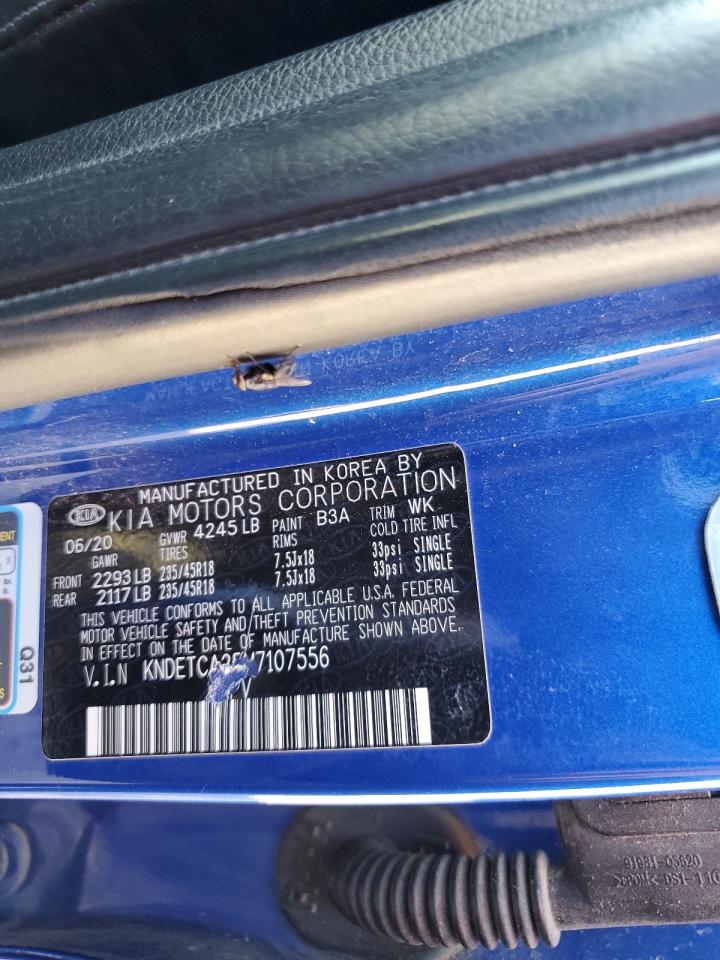 MANUFACTURED IN KOREA BY
KIA KIA MOTORS CORPORATION
06/20 GVWR 4245 LB PAINT B3A TRIM WK
GAWR TIRES RIMS COLD TIRE INFL
FRONT 2293 LB 235/45R18 7.5Jx18 33psi SINGLE
REAR 2117 LB 235/45R18 7.5Jx18 33psi SINGLE
THIS VEHICLE CONFORMS TO ALL APPLICABLE U.S.A. FEDERAL
MOTOR VEHICLE SAFETY AND THEFT PREVENTION STANDARDS
IN EFFECT ON THE DATE OF MANUFACTURE SHOWN ABOVE.
V.I.N
Q31